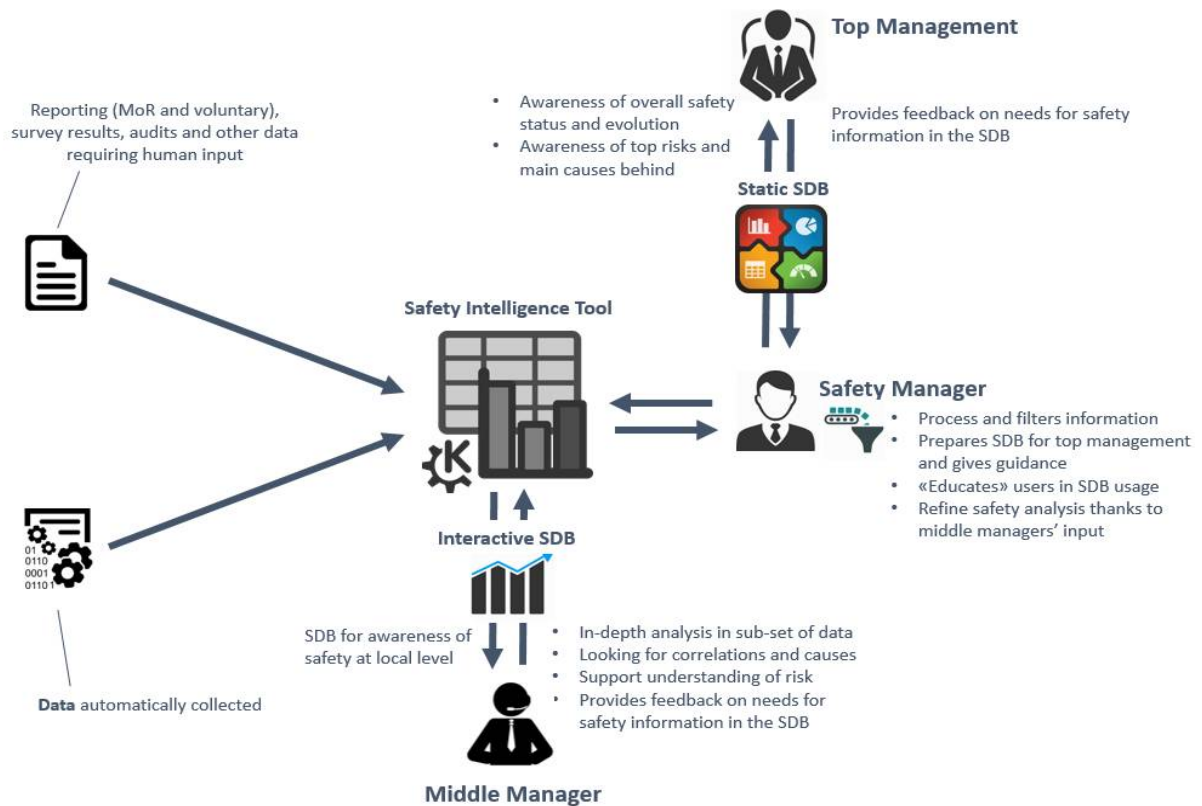 Top Management
Reporting (MoR and voluntary),
survey results, audits and other data
requiring human input
• Awareness of overall safety
status and evolution
• Awareness of top risks and
main causes behind
Provides feedback on needs for safety
information in the SDB
Static SDB
Safety Intelligence Tool
Safety Manager
• Process and filters information
• Prepares SDB for top management
and gives guidance
• «Educates» users in SDB usage
• Refine safety analysis thanks to
middle managers’ input
K
Interactive SDB
01
0110
0001
01101
SDB for awareness of
safety at local level
• In-depth analysis in sub-set of data
• Looking for correlations and causes
• Support understanding of risk
• Provides feedback on needs for
safety information in the SDB
Data automatically collected
Middle Manager